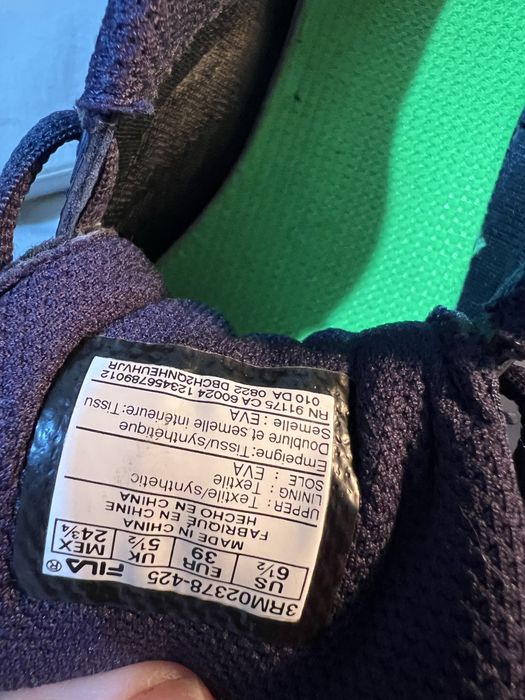 3RM02378-425
US EUR UK MEX FILA®
6½ 39 5½ 24¾
MADE IN CHINA
FABRIQUÉ EN CHINE
HECHO EN CHINA
UPPER : Textile/synthetic
LINING : Textile
SOLE : EVA
Empeigne: Tissu/synthétique
Doublure et semelle intérieure: Tissu
Semelle : EVA
RN 91175 CA 60024 123456789012
010 DA 0822 DBCH2QNHEUHVJR